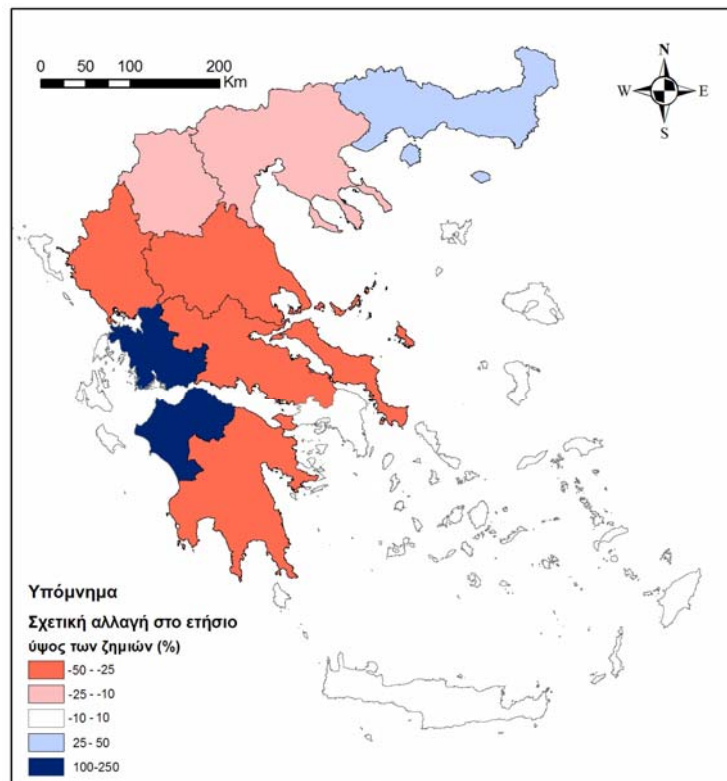 0 50 100 200
Km
N
W E
S
Υπόμνημα
Σχετική αλλαγή στο ετήσιο
ύψος των ζημιών (%)
-50 - -25
-25 - -10
-10 - 10
25 - 50
100-250